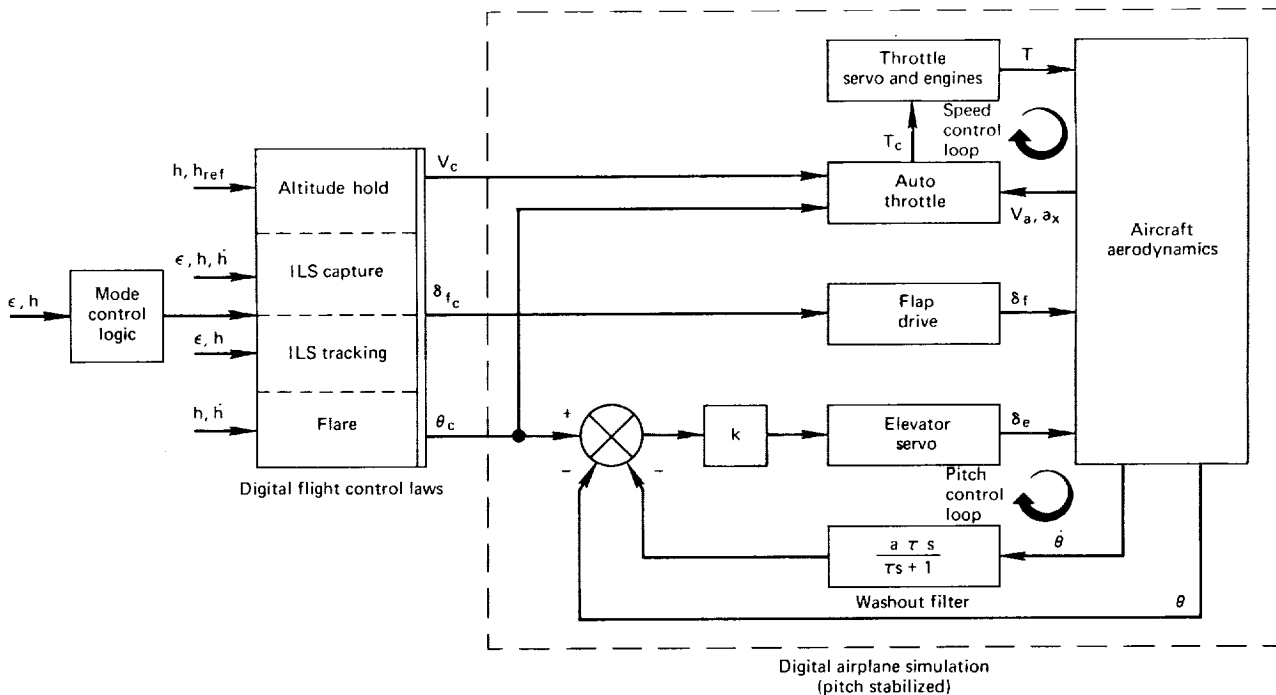 Throttle
servo and engines
T
Speed
control
loop
T_c
Auto
throttle
V_a, a_x
Aircraft
aerodynamics
V_c
h, h_ref
Altitude hold
ϵ, h, ḣ
ILS capture
δ_f_c
Flap
drive
δ_f
ϵ, h
Mode
control
logic
ϵ, h
ILS tracking
h, ḣ
Flare
θ_c
+
−
−
k
Elevator
servo
δ_e
Pitch
control
loop
Digital flight control laws
a τ s
τs + 1
θ̇
Washout filter
θ
Digital airplane simulation
(pitch stabilized)